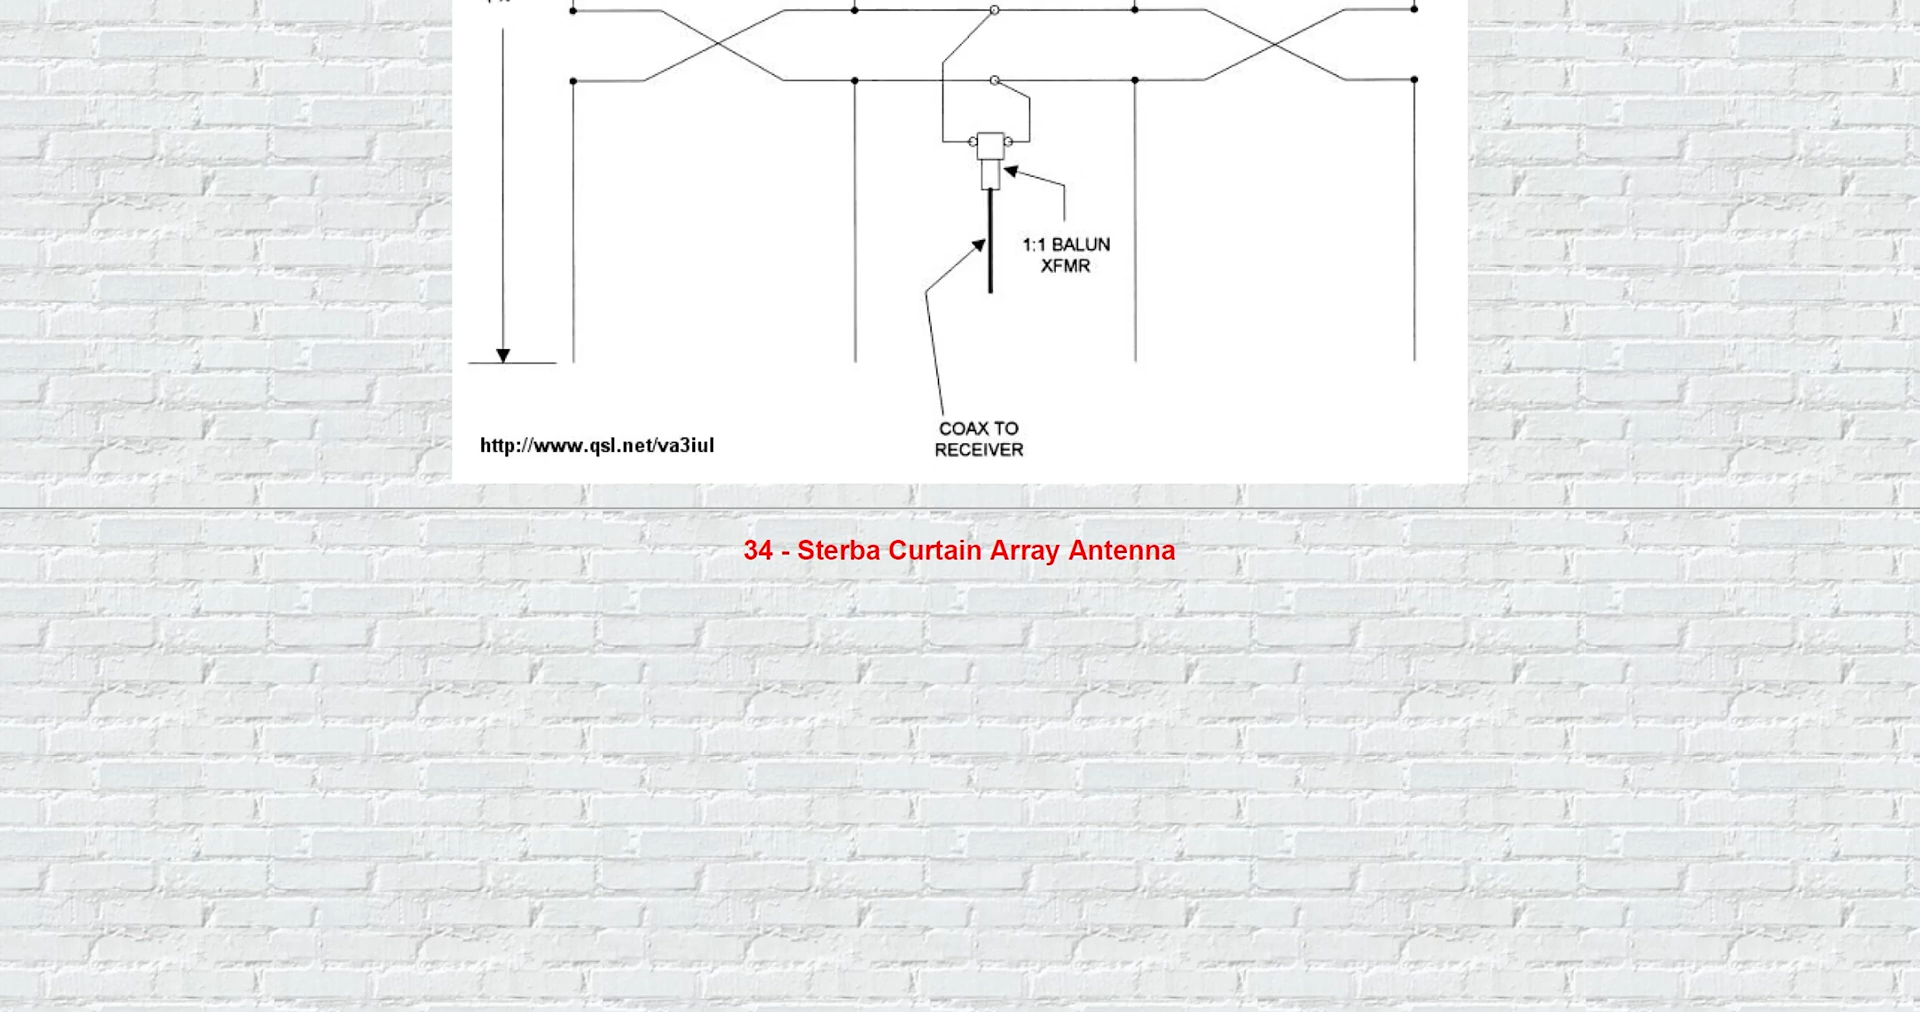 1:1 BALUN
XFMR
COAX TO
RECEIVER
http://www.qsl.net/va3iul
34 - Sterba Curtain Array Antenna